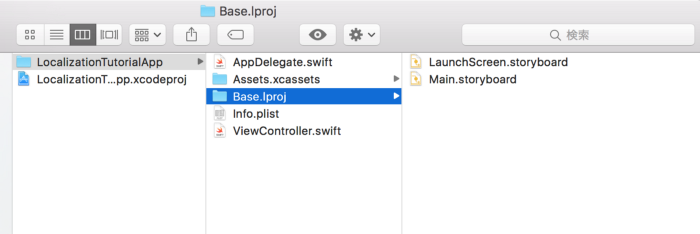 Base.lproj
検索
LocalizationTutorialApp
LocalizationT...pp.xcodeproj
AppDelegate.swift
Assets.xcassets
Base.lproj
Info.plist
ViewController.swift
LaunchScreen.storyboard
Main.storyboard